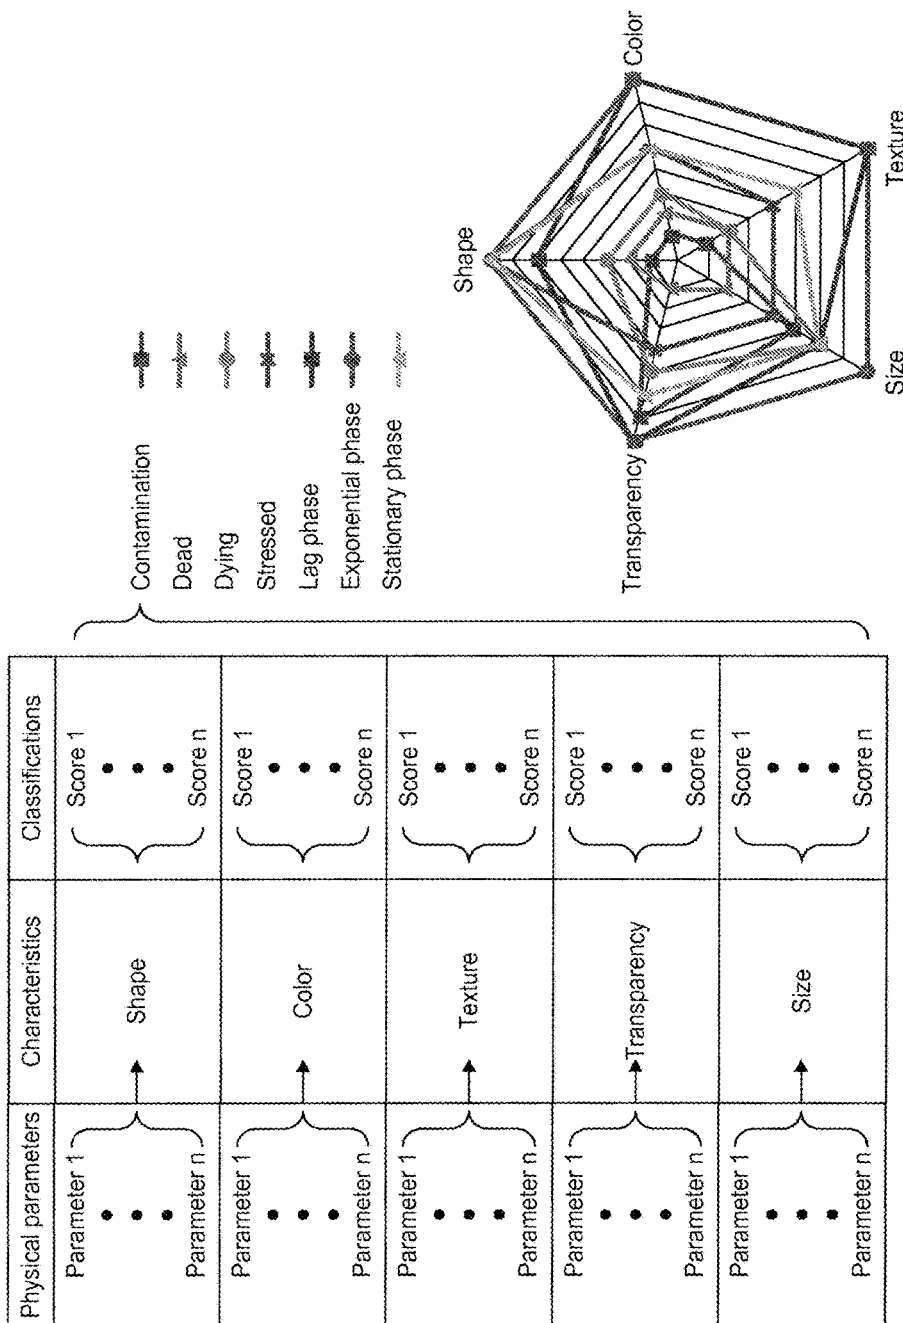 Physical parameters
Characteristics
Classifications
Parameter 1
Parameter n
Shape
Score 1
Score n
Parameter 1
Parameter n
Color
Score 1
Score n
Parameter 1
Parameter n
Texture
Score 1
Score n
Parameter 1
Parameter n
Transparency
Score 1
Score n
Parameter 1
Parameter n
Size
Score 1
Score n
Contamination
Dead
Dying
Stressed
Lag phase
Exponential phase
Stationary phase
Shape
Color
Texture
Size
Transparency